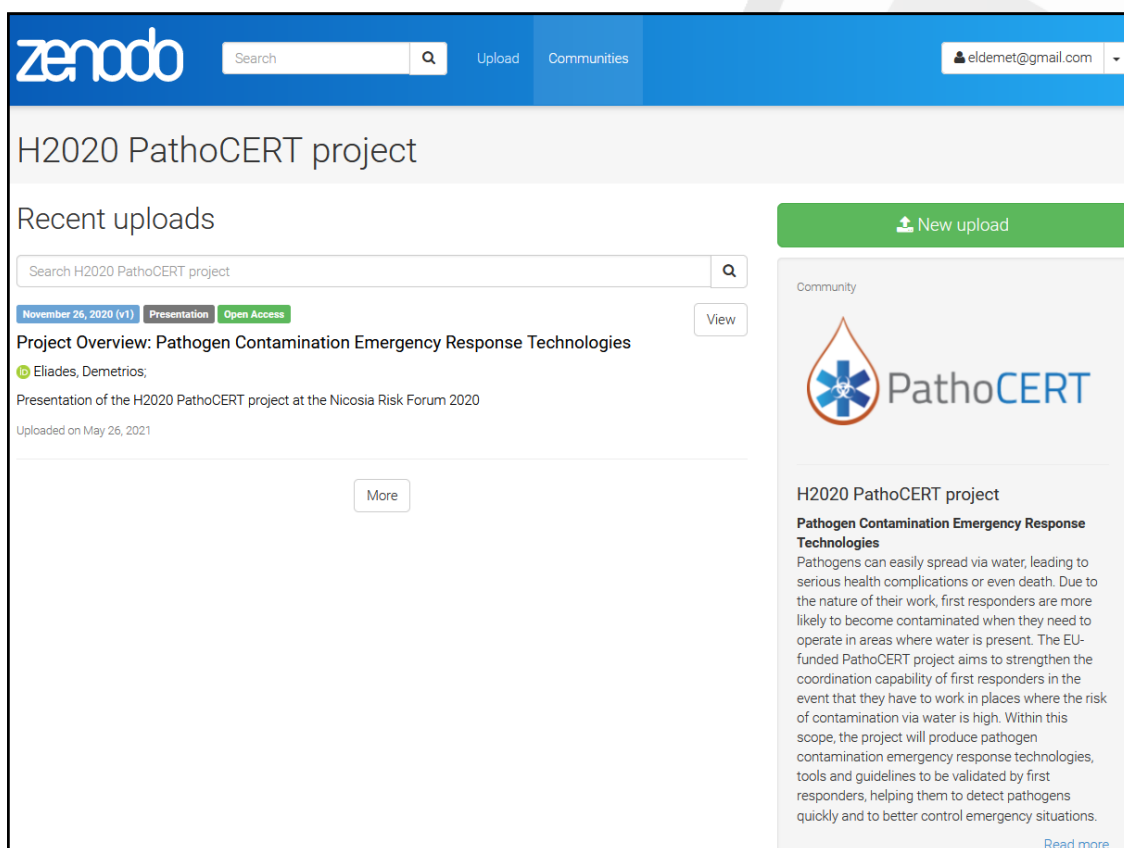 zenodo
Search
Upload
Communities
eldemet@gmail.com
H2020 PathoCERT project
Recent uploads
Search H2020 PathoCERT project
November 26, 2020 (v1) Presentation Open Access
View
Project Overview: Pathogen Contamination Emergency Response Technologies
iD Eliades, Demetrios;
Presentation of the H2020 PathoCERT project at the Nicosia Risk Forum 2020
Uploaded on May 26, 2021
More
New upload
Community
PathoCERT
H2020 PathoCERT project
Pathogen Contamination Emergency Response
Technologies
Pathogens can easily spread via water, leading to
serious health complications or even death. Due to
the nature of their work, first responders are more
likely to become contaminated when they need to
operate in areas where water is present. The EU-
funded PathoCERT project aims to strengthen the
coordination capability of first responders in the
event that they have to work in places where the risk
of contamination via water is high. Within this
scope, the project will produce pathogen
contamination emergency response technologies,
tools and guidelines to be validated by first
responders, helping them to detect pathogens
quickly and to better control emergency situations.
Read more